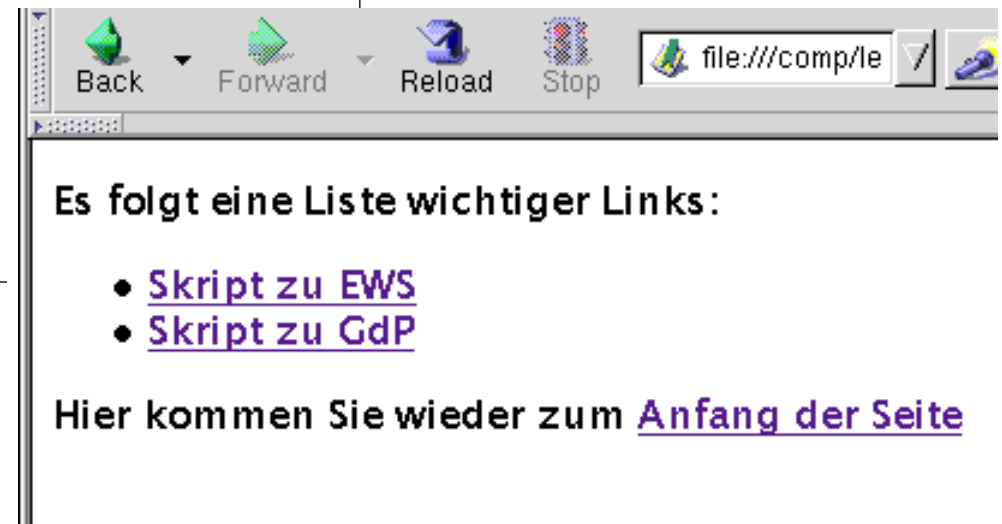 Back Forward Reload Stop file:///comp/le
Es folgt eine Liste wichtiger Links:
• Skript zu EWS
• Skript zu GdP
Hier kommen Sie wieder zum Anfang der Seite